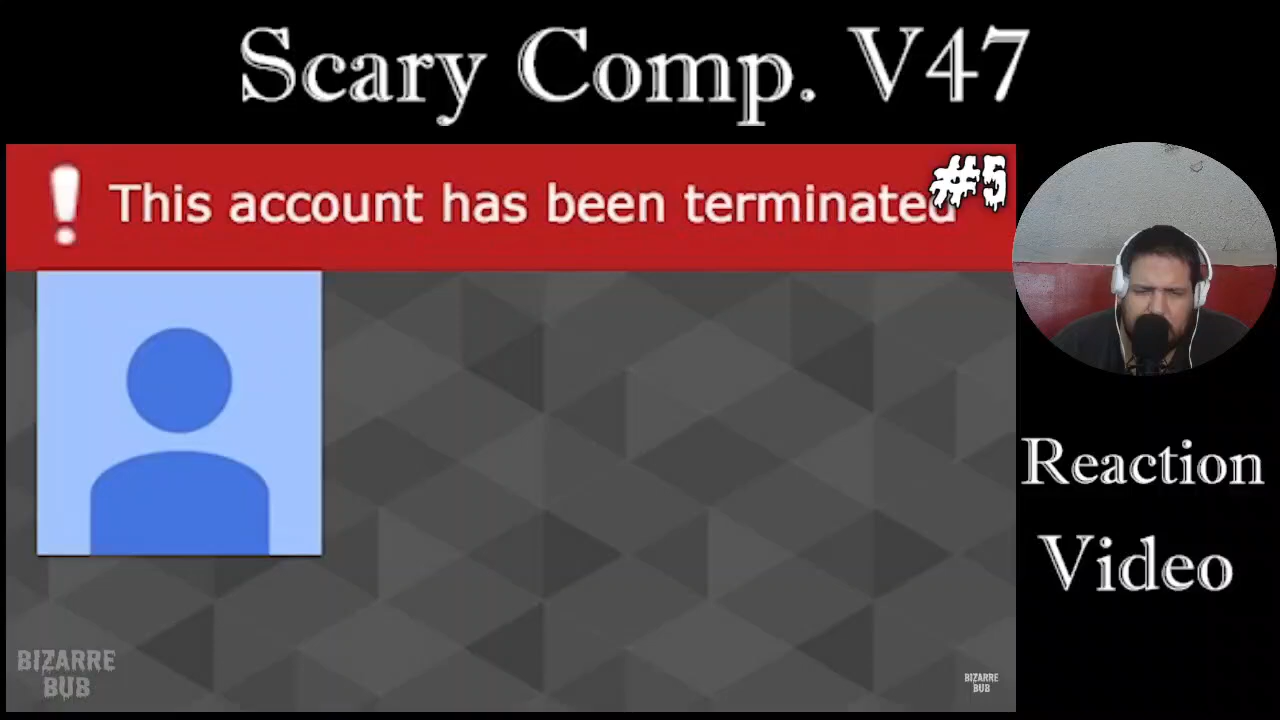 Scary Comp. V47
This account has been terminated
#5
Reaction
Video
BIZARRE
BUB
BIZARRE
BUB